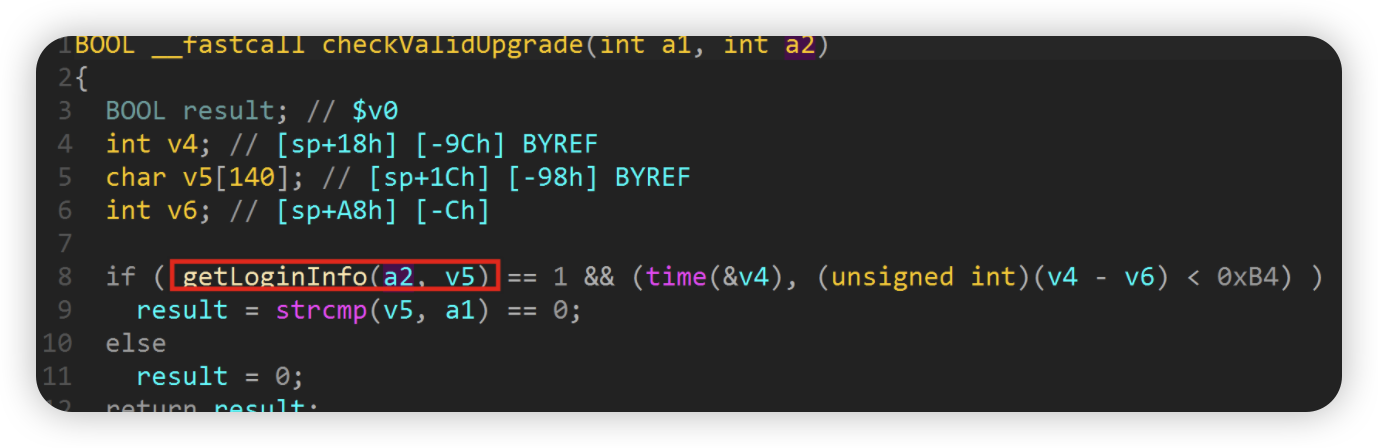 1BOOL __fastcall checkValidUpgrade(int a1, int a2)
2{
3  BOOL result; // $v0
4  int v4; // [sp+18h] [-9Ch] BYREF
5  char v5[140]; // [sp+1Ch] [-98h] BYREF
6  int v6; // [sp+A8h] [-Ch]
7
8  if ( getLoginInfo(a2, v5) == 1 && (time(&v4), (unsigned int)(v4 - v6) < 0xB4) )
9    result = strcmp(v5, a1) == 0;
10  else
11    result = 0;
12  return result;